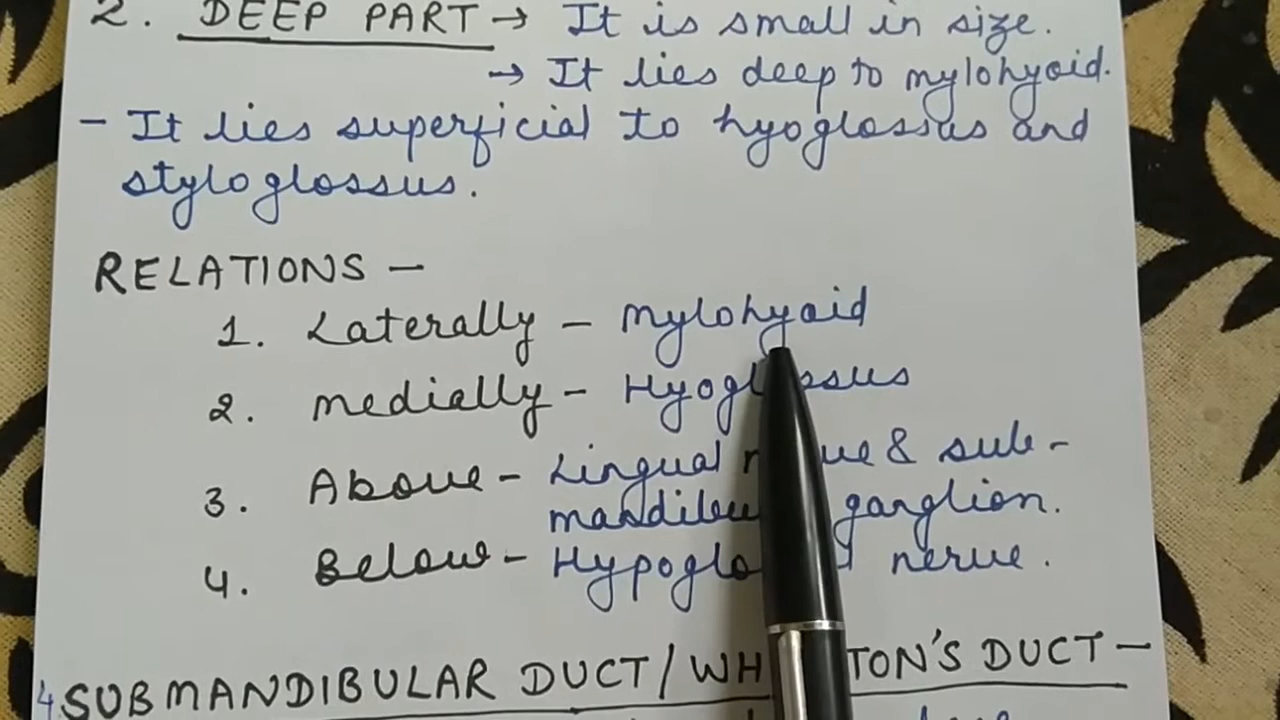 2. DEEP PART → It is small in size.
→ It lies deep to mylohyoid.
- It lies superficial to hyoglossus and
styloglossus.
RELATIONS -
1. Laterally - Mylohyoid
2. Medially - Hyoglossus
3. Above - Lingual & sub-
mandibu ganglion.
4. Below - Hypoglo nerve.
4 SUBMANDIBULAR DUCT/WH TON'S DUCT -